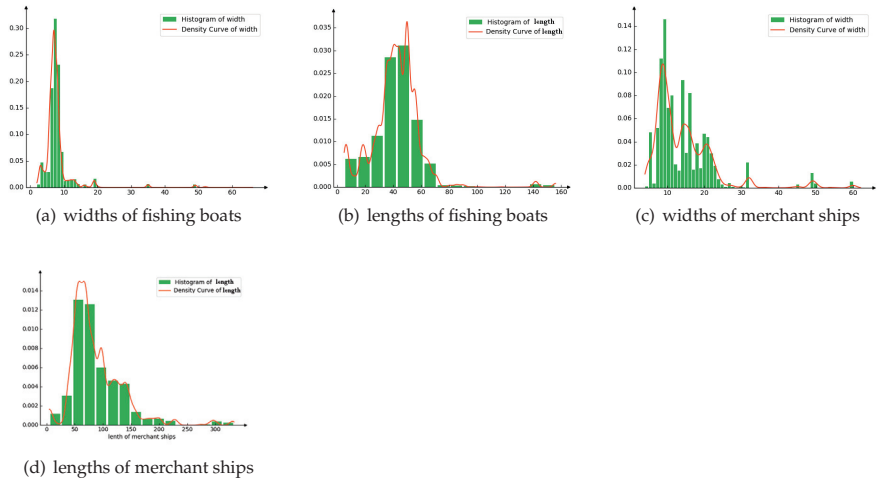 Histogram of width
Density Curve of width
0.30
0.25
0.20
0.15
0.10
0.05
0.00
0 10 20 30 40 50 60
(a) widths of fishing boats
Histogram of length
Density Curve of length
0.035
0.030
0.025
0.020
0.015
0.010
0.005
0.000
0 20 40 60 80 100 120 140 160
(b) lengths of fishing boats
Histogram of width
Density Curve of width
0.14
0.12
0.10
0.08
0.06
0.04
0.02
0.00
0 10 20 30 40 50 60
(c) widths of merchant ships
Histogram of length
Density Curve of length
0.014
0.012
0.010
0.008
0.006
0.004
0.002
0.000
0 50 100 150 200 250 300
lenth of merchant ships
(d) lengths of merchant ships